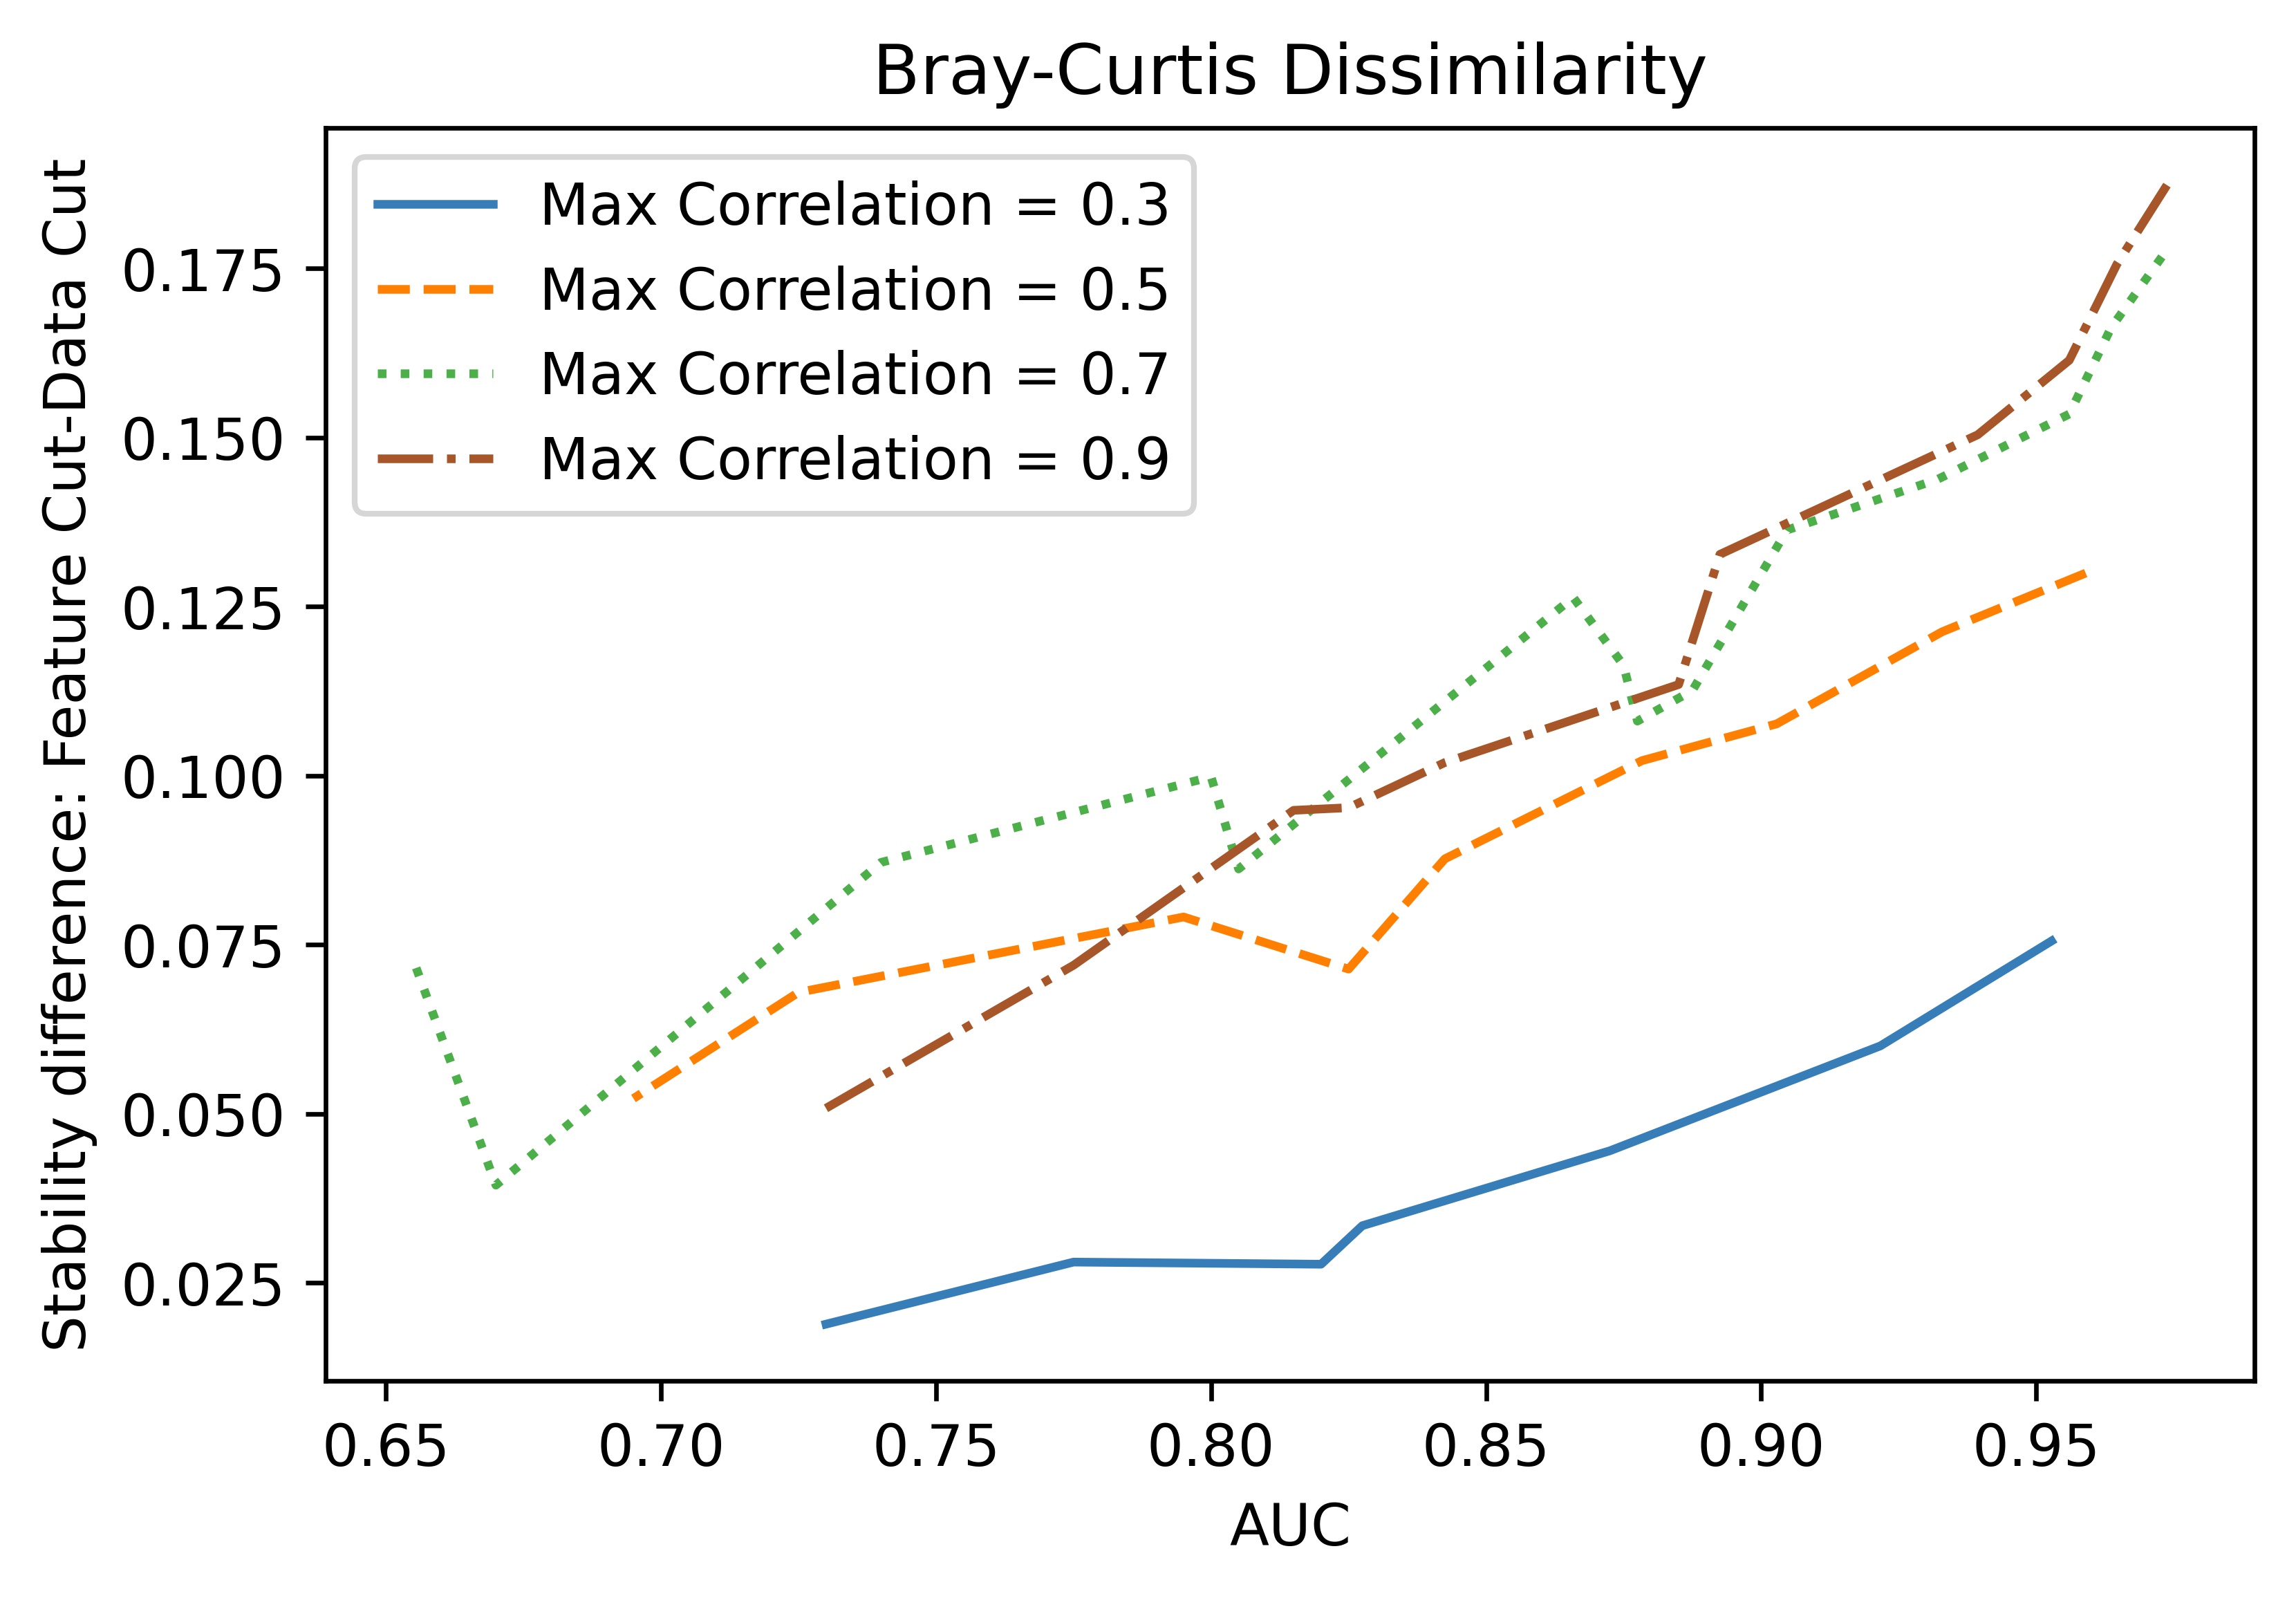 Bray-Curtis Dissimilarity
Stability difference: Feature Cut-Data Cut
Max Correlation = 0.3
Max Correlation = 0.5
Max Correlation = 0.7
Max Correlation = 0.9
0.175
0.150
0.125
0.100
0.075
0.050
0.025
0.65 0.70 0.75 0.80 0.85 0.90 0.95
AUC